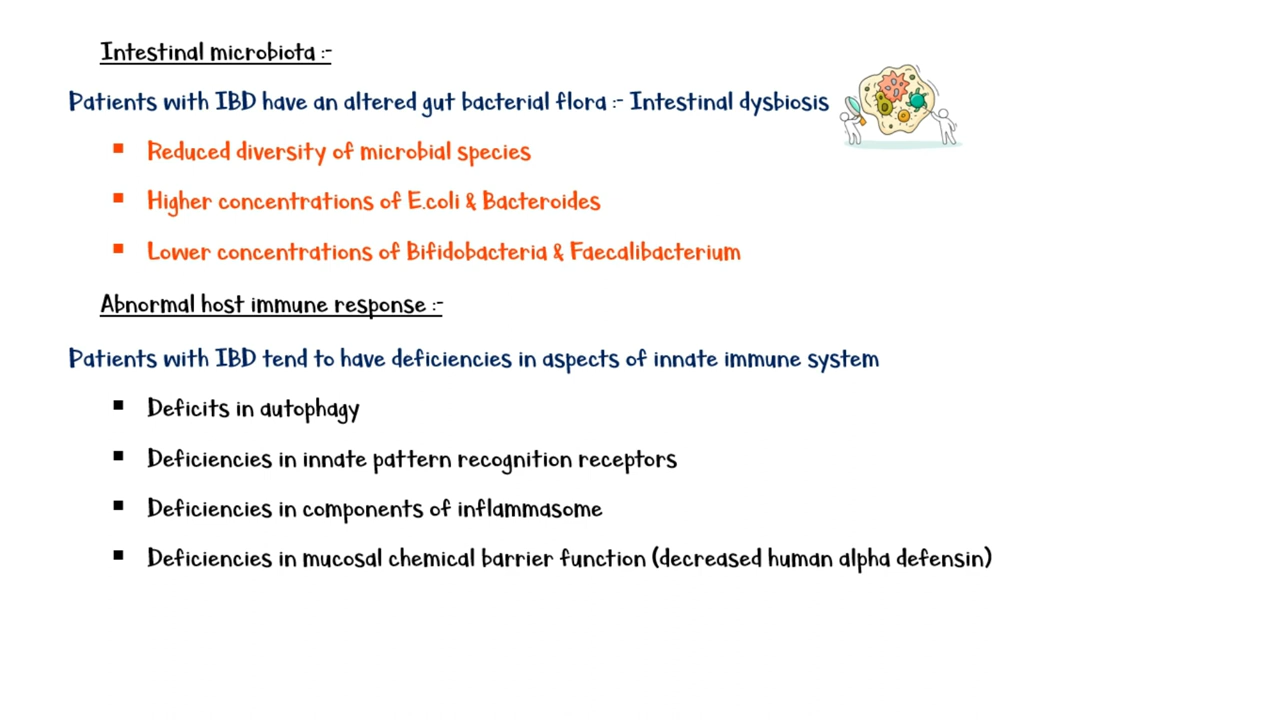 Intestinal microbiota :-
Patients with IBD have an altered gut bacterial flora :- Intestinal dysbiosis
▪ Reduced diversity of microbial species
▪ Higher concentrations of E.coli & Bacteroides
▪ Lower concentrations of Bifidobacteria & Faecalibacterium
Abnormal host immune response :-
Patients with IBD tend to have deficiencies in aspects of innate immune system
▪ Deficits in autophagy
▪ Deficiencies in innate pattern recognition receptors
▪ Deficiencies in components of inflammasome
▪ Deficiencies in mucosal chemical barrier function (decreased human alpha defensin)